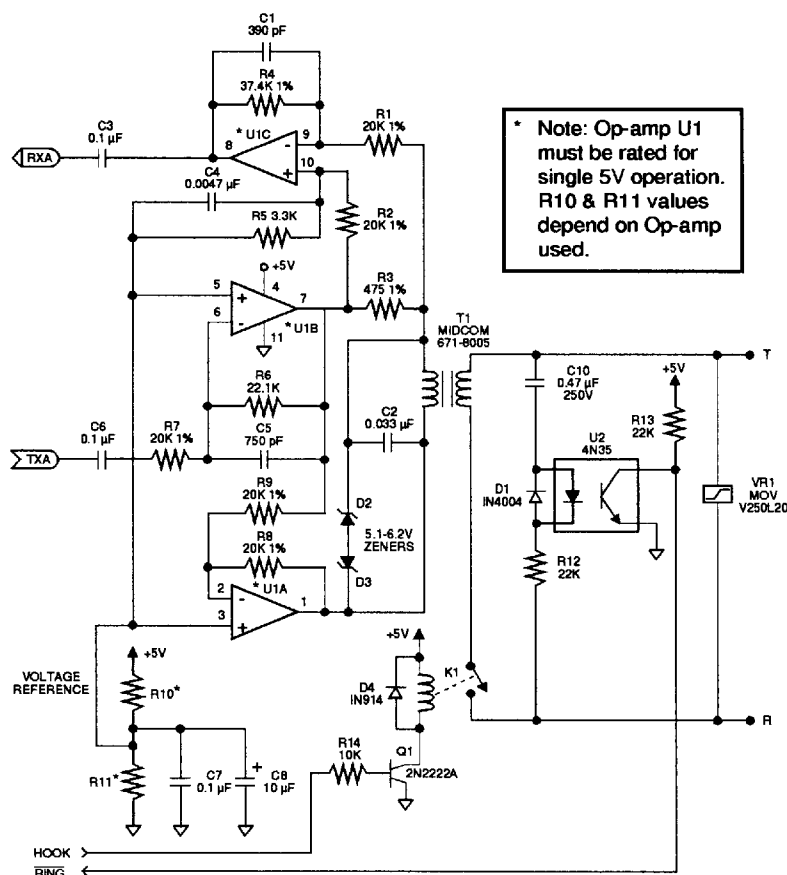 C1
390 pF
R4
37.4K 1%
C3
0.1 µF
* U1C
8
9
10
-
+
R1
20K 1%
RXA
C4
0.0047 µF
R5 3.3K
R2
20K 1%
* Note: Op-amp U1
must be rated for
single 5V operation.
R10 & R11 values
depend on Op-amp
used.
+5V
4
5
6
7
+
-
11
* U1B
R3
475 1%
T1
MIDCOM
671-8005
R6
22.1K
C5
750 pF
C2
0.033 µF
C6
0.1 µF
R7
20K 1%
TXA
C10
0.47 µF
250V
+5V
R13
22K
T
U2
4N35
D1
IN4004
VR1
MOV
V250L20
R9
20K 1%
R8
20K 1%
D2
5.1-6.2V
ZENERS
D3
R12
22K
* U1A
2
3
1
-
+
+5V
VOLTAGE
REFERENCE
R10*
+5V
D4
IN914
K1
R
R14
10K
Q1
2N2222A
R11*
C7
0.1 µF
+
C8
10 µF
HOOK
RING